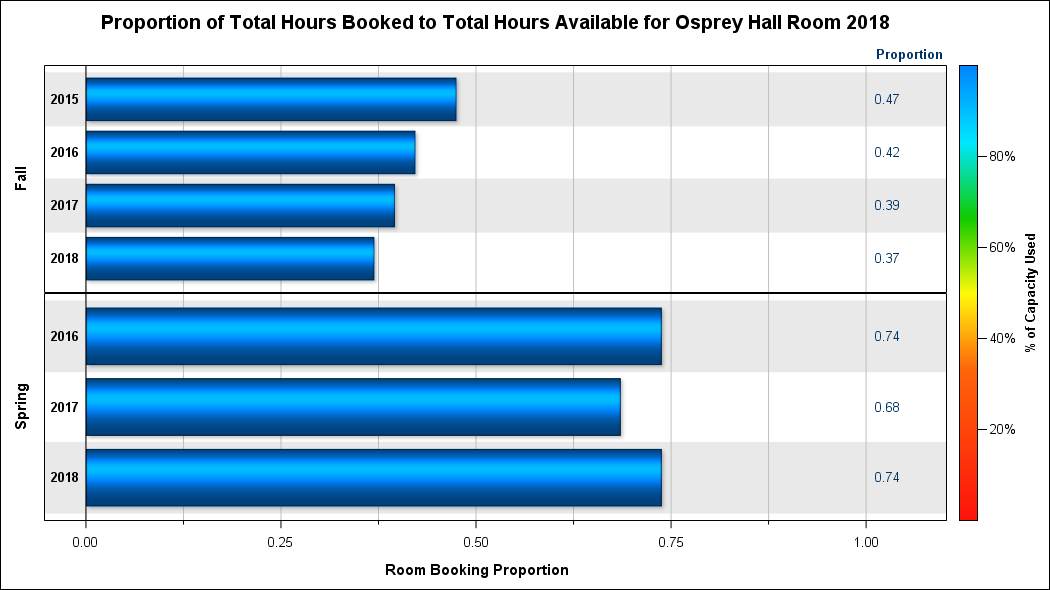 Proportion of Total Hours Booked to Total Hours Available for Osprey Hall Room 2018
Proportion
Fall
2015 0.47
2016 0.42
2017 0.39
2018 0.37
Spring
2016 0.74
2017 0.68
2018 0.74
0.00 0.25 0.50 0.75 1.00
Room Booking Proportion
80%
60%
40%
20%
% of Capacity Used